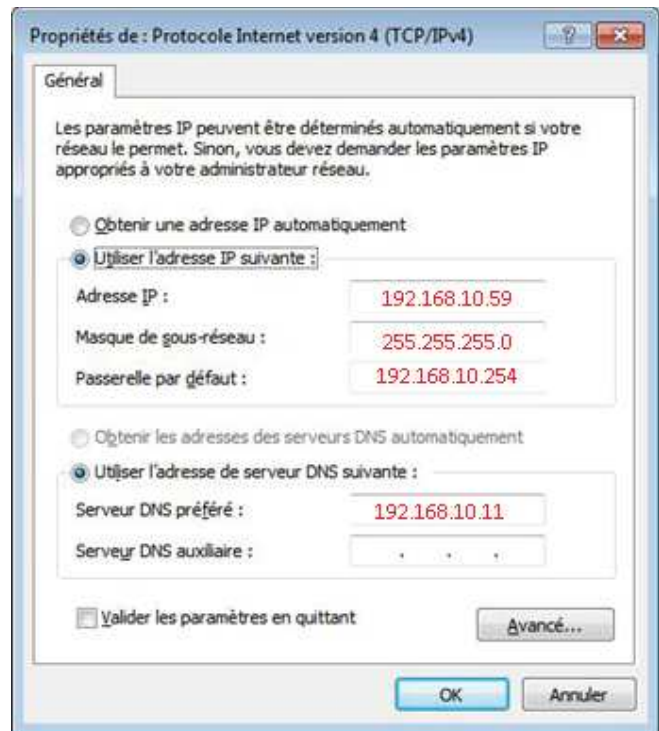 Propriétés de : Protocole Internet version 4 (TCP/IPv4)
Général
Les paramètres IP peuvent être déterminés automatiquement si votre
réseau le permet. Sinon, vous devez demander les paramètres IP
appropriés à votre administrateur réseau.
Obtenir une adresse IP automatiquement
Utiliser l'adresse IP suivante :
Adresse IP : 192.168.10.59
Masque de sous-réseau : 255.255.255.0
Passerelle par défaut : 192.168.10.254
Obtenir les adresses des serveurs DNS automatiquement
Utiliser l'adresse de serveur DNS suivante :
Serveur DNS préféré : 192.168.10.11
Serveur DNS auxiliaire : . . .
Valider les paramètres en quittant
Avancé...
OK Annuler